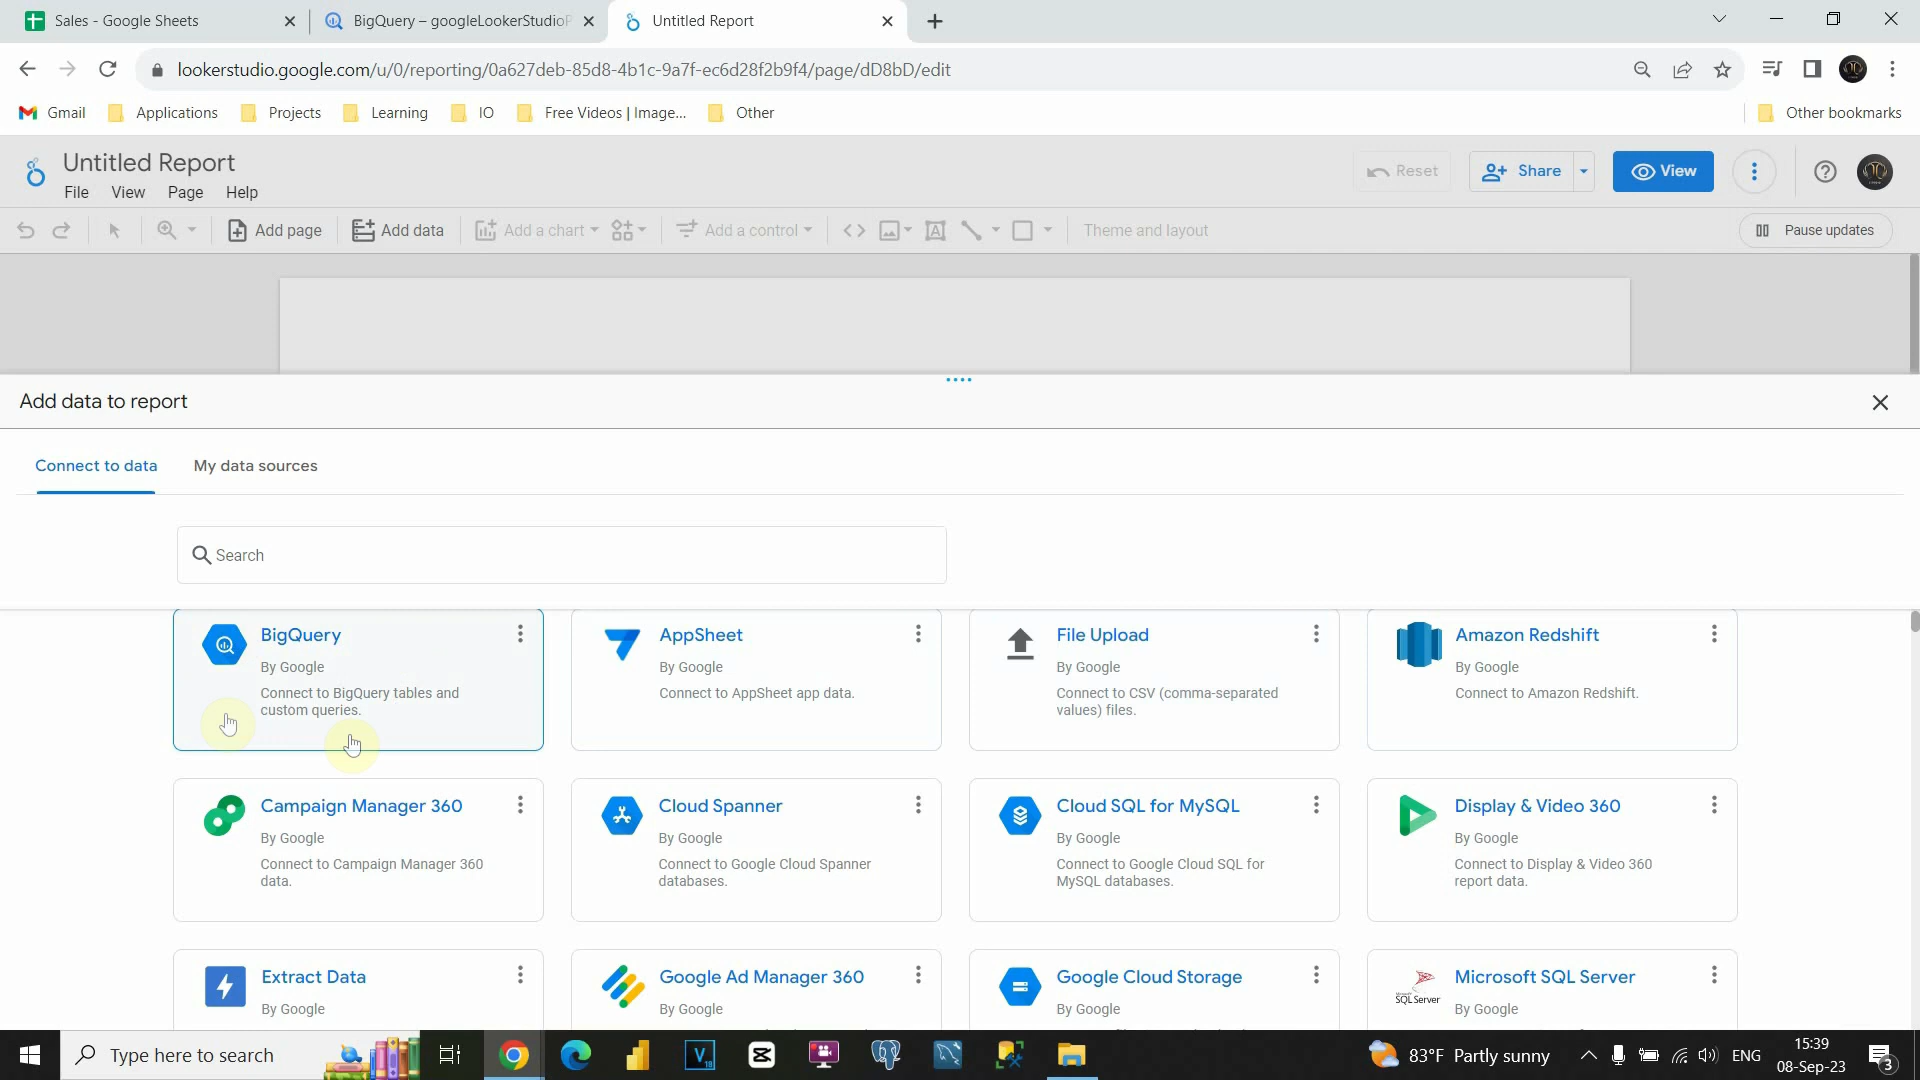 Sales - Google Sheets
BigQuery – googleLookerStudioP
Untitled Report
lookerstudio.google.com/u/0/reporting/0a627deb-85d8-4b1c-9a7f-ec6d28f2b9f4/page/dD8bD/edit
Gmail
Applications
Projects
Learning
IO
Free Videos | Image...
Other
Other bookmarks
Untitled Report
File
View
Page
Help
Reset
Share
View
Add page
Add data
Add a chart
Add a control
Theme and layout
Pause updates
Add data to report
Connect to data
My data sources
Search
BigQuery
By Google
Connect to BigQuery tables and
custom queries.
AppSheet
By Google
Connect to AppSheet app data.
File Upload
By Google
Connect to CSV (comma-separated
values) files.
Amazon Redshift
By Google
Connect to Amazon Redshift.
Campaign Manager 360
By Google
Connect to Campaign Manager 360
data.
Cloud Spanner
By Google
Connect to Google Cloud Spanner
databases.
Cloud SQL for MySQL
By Google
Connect to Google Cloud SQL for
MySQL databases.
Display & Video 360
By Google
Connect to Display & Video 360
report data.
Extract Data
By Google
Google Ad Manager 360
By Google
Google Cloud Storage
By Google
SQL Server
Microsoft SQL Server
By Google
Type here to search
83°F Partly sunny
ENG
15:39
08-Sep-23
3